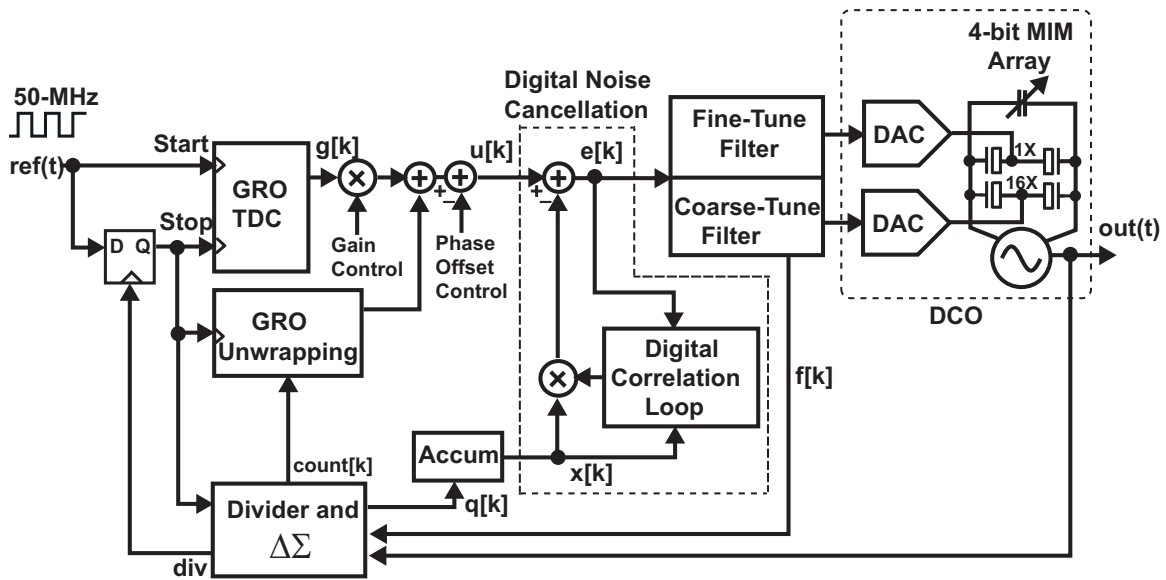 4-bit MIM
Array
50-MHz
Digital Noise
Cancellation
ref(t)
Start
Stop
D Q
GRO
TDC
g[k]
Gain
Control
u[k]
Phase
Offset
Control
e[k]
Fine-Tune
Filter
Coarse-Tune
Filter
DAC
DAC
1X
16X
out(t)
DCO
GRO
Unwrapping
Digital
Correlation
Loop
f[k]
count[k]
Accum
x[k]
q[k]
Divider and
ΔΣ
div